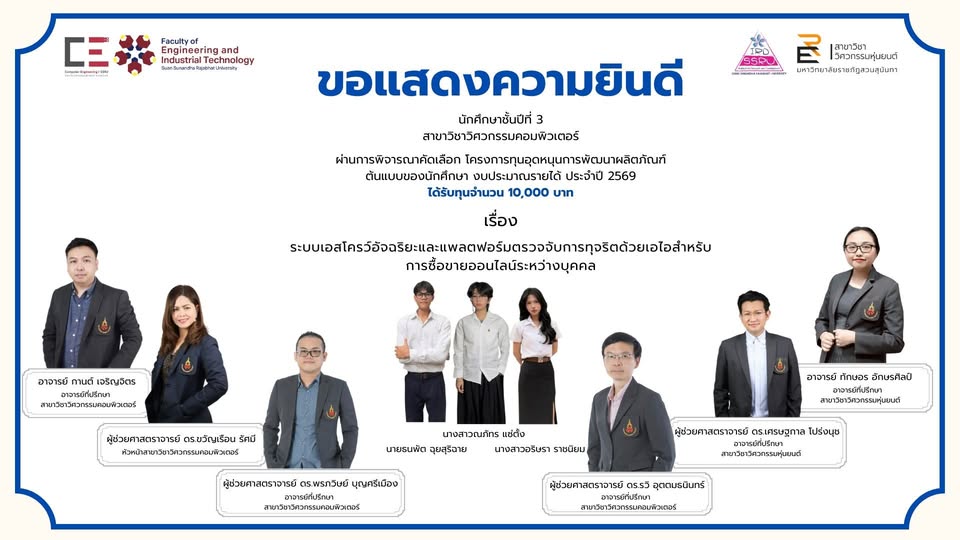 CE
Computer Engineering • SSRU
Faculty of
Engineering and
Industrial Technology
Suan Sunandha Rajabhat University
IRD
SSRU
RE
สาขาวิชา
วิศวกรรมหุ่นยนต์
มหาวิทยาลัยราชภัฏสวนสุนันทา
ขอแสดงความยินดี
นักศึกษาชั้นปีที่ 3
สาขาวิชาวิศวกรรมคอมพิวเตอร์
ผ่านการพิจารณาคัดเลือก โครงการทุนอุดหนุนการพัฒนาผลิตภัณฑ์
ต้นแบบของนักศึกษา งบประมาณรายได้ ประจำปี 2569
ได้รับทุนจำนวน 10,000 บาท
เรื่อง
ระบบเอสโครว์อัจฉริยะและแพลตฟอร์มตรวจจับการทุจริตด้วยเอไอสำหรับ
การซื้อขายออนไลน์ระหว่างบุคคล
อาจารย์ กานต์ เจริญจิตร
อาจารย์ที่ปรึกษา
สาขาวิชาวิศวกรรมคอมพิวเตอร์
ผู้ช่วยศาสตราจารย์ ดร.ขวัญเรือน รัศมี
หัวหน้าสาขาวิชาวิศวกรรมคอมพิวเตอร์
ผู้ช่วยศาสตราจารย์ ดร.พรภวิษย์ บุญศรีเมือง
อาจารย์ที่ปรึกษา
สาขาวิชาวิศวกรรมคอมพิวเตอร์
นางสาวณภัทร แซ่ตั้ง
นายธนพัต ฉุยสุริฉาย นางสาวอริษรา ราชนิยม
ผู้ช่วยศาสตราจารย์ ดร.รวิ อุตตมธนินทร์
อาจารย์ที่ปรึกษา
สาขาวิชาวิศวกรรมคอมพิวเตอร์
ผู้ช่วยศาสตราจารย์ ดร.เศรษฐกาล โปร่งนุช
อาจารย์ที่ปรึกษา
สาขาวิชาวิศวกรรมหุ่นยนต์
อาจารย์ ทักษอร อักษรศิลป์
อาจารย์ที่ปรึกษา
สาขาวิชาวิศวกรรมหุ่นยนต์